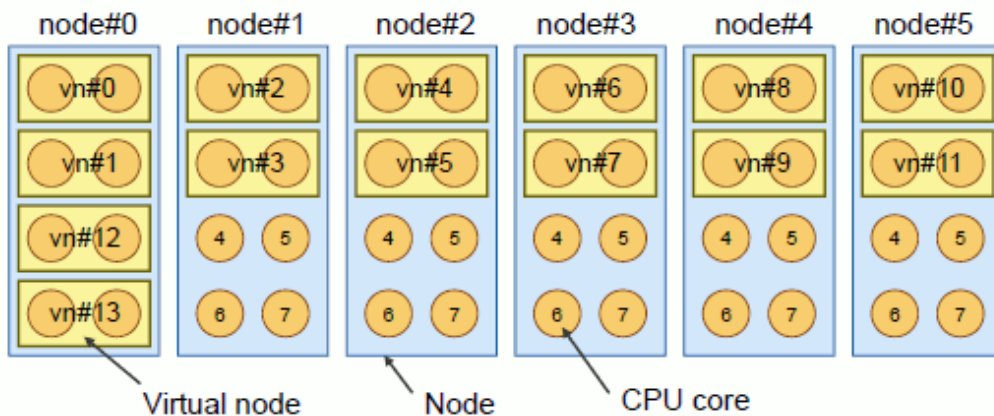 node#0 node#1 node#2 node#3 node#4 node#5
vn#0 vn#2 vn#4 vn#6 vn#8 vn#10
vn#1 vn#3 vn#5 vn#7 vn#9 vn#11
vn#12 4 5 4 5 4 5 4 5 4 5
vn#13 6 7 6 7 6 7 6 7 6 7
Virtual node Node CPU core